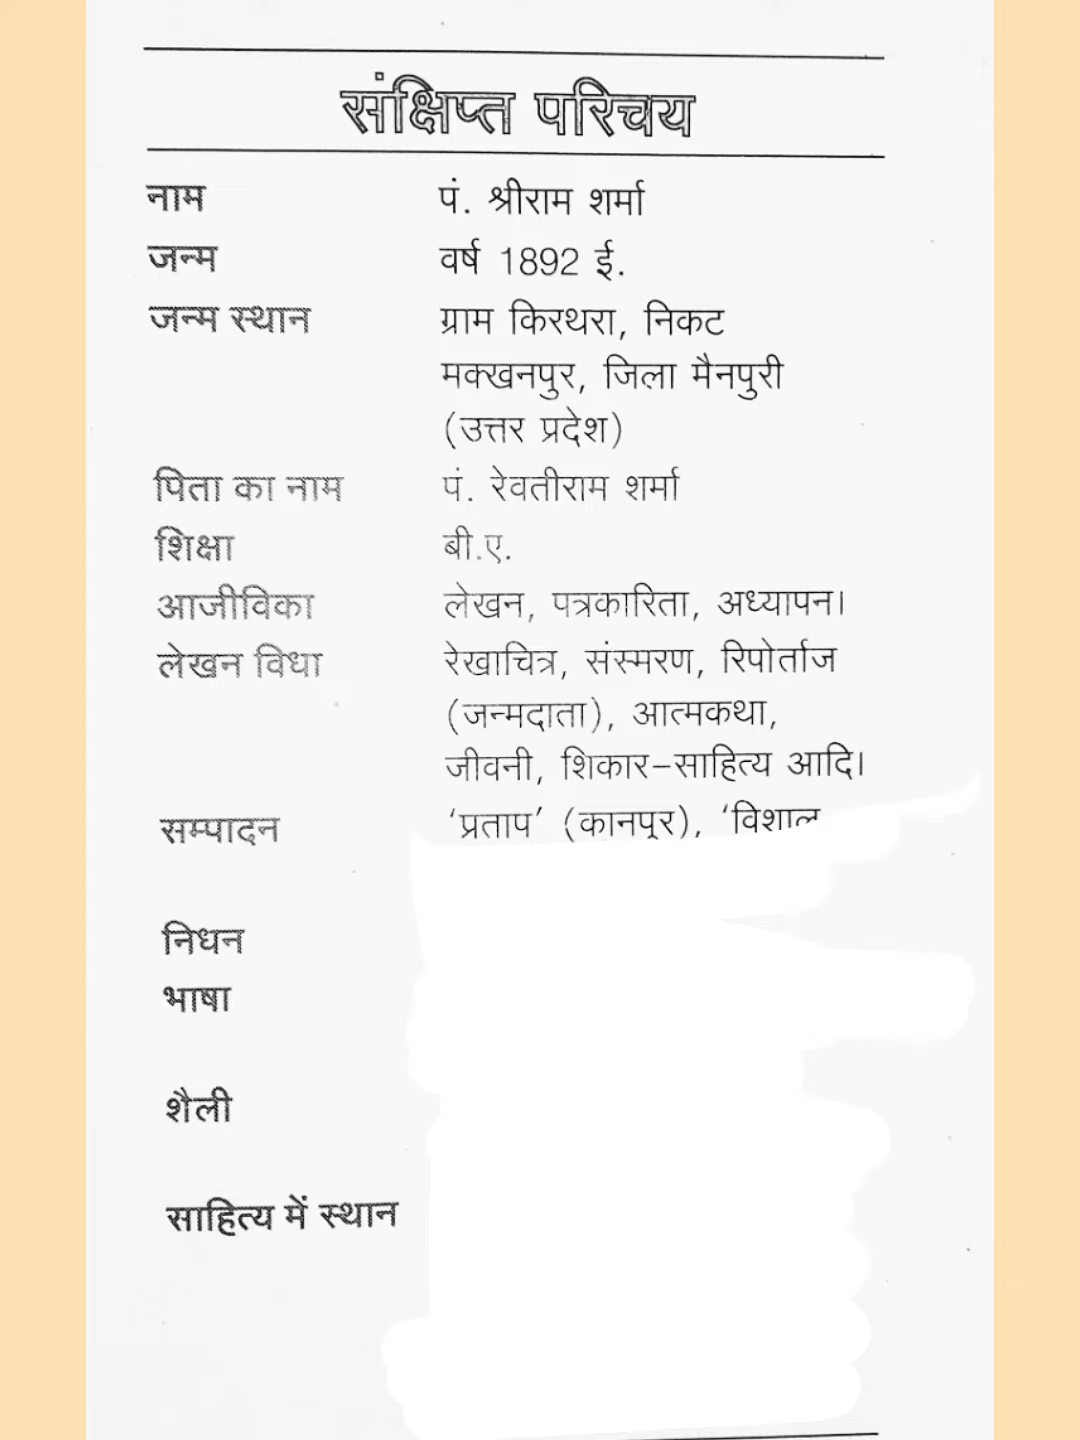 संक्षिप्त परिचय
नाम पं. श्रीराम शर्मा
जन्म वर्ष 1892 ई.
जन्म स्थान ग्राम किरथरा, निकट
मक्खनपुर, जिला मैनपुरी
(उत्तर प्रदेश)
पिता का नाम पं. रेवतीराम शर्मा
शिक्षा बी.ए.
आजीविका लेखन, पत्रकारिता, अध्यापन।
लेखन विधा रेखाचित्र, संस्मरण, रिपोर्ताज
(जन्मदाता), आत्मकथा,
जीवनी, शिकार-साहित्य आदि।
सम्पादन ‘प्रताप’ (कानपुर), ‘विशाल
निधन
भाषा
शैली
साहित्य में स्थान